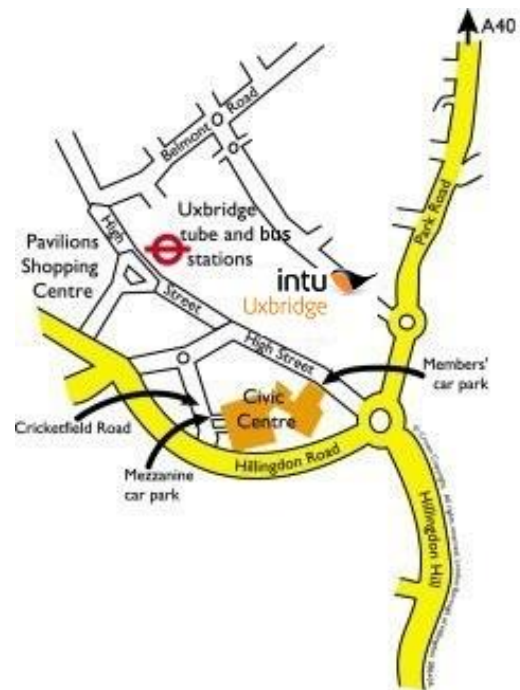 A40
Belmont Road
Park Road
High
Street
Uxbridge
tube and bus
stations
Pavilions
Shopping
Centre
intu
Uxbridge
High Street
Members'
car park
Civic
Centre
Cricketfield Road
Mezzanine
car park
Hillingdon Road
Hillingdon Hill